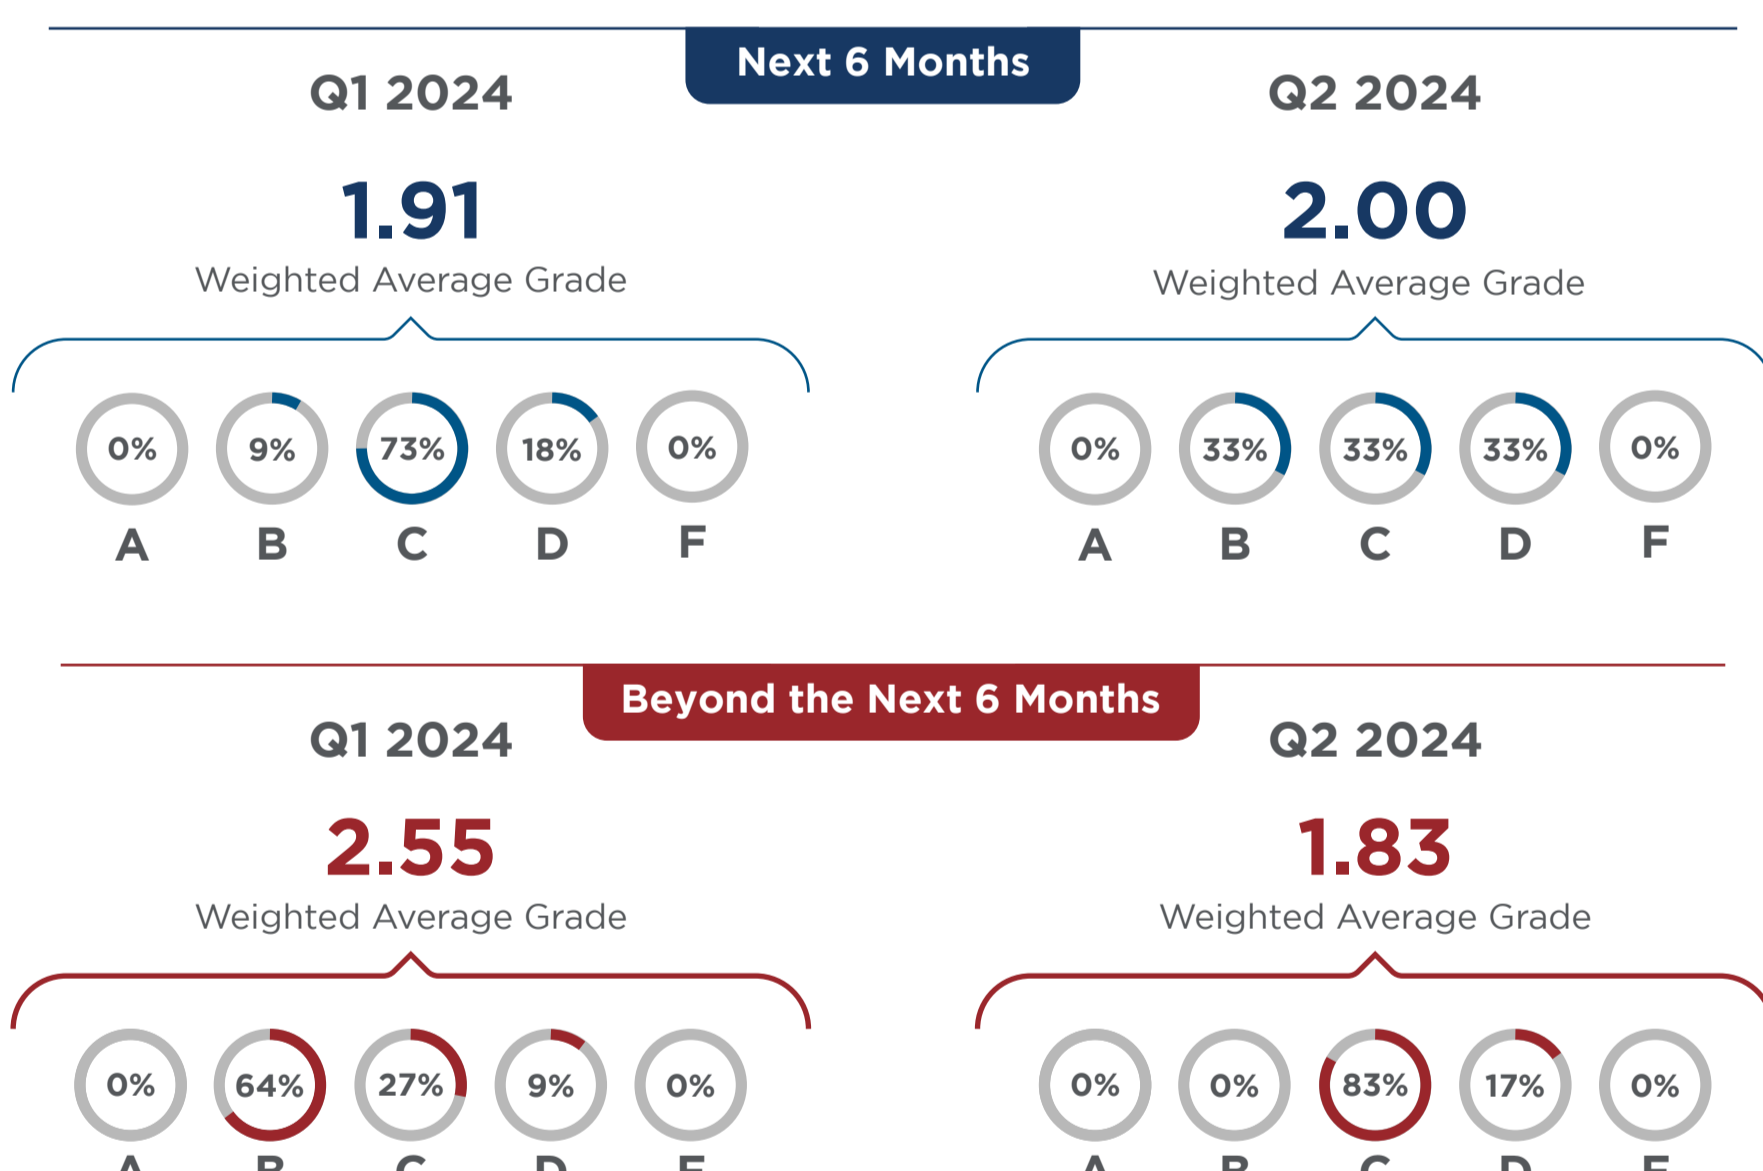 Next 6 Months
Q1 2024
Q2 2024
1.91
2.00
Weighted Average Grade
Weighted Average Grade
0% 9% 73% 18% 0%
A B C D F
0% 33% 33% 33% 0%
A B C D F
Beyond the Next 6 Months
Q1 2024
Q2 2024
2.55
1.83
Weighted Average Grade
Weighted Average Grade
0% 64% 27% 9% 0%
A B C D F
0% 0% 83% 17% 0%
A B C D F